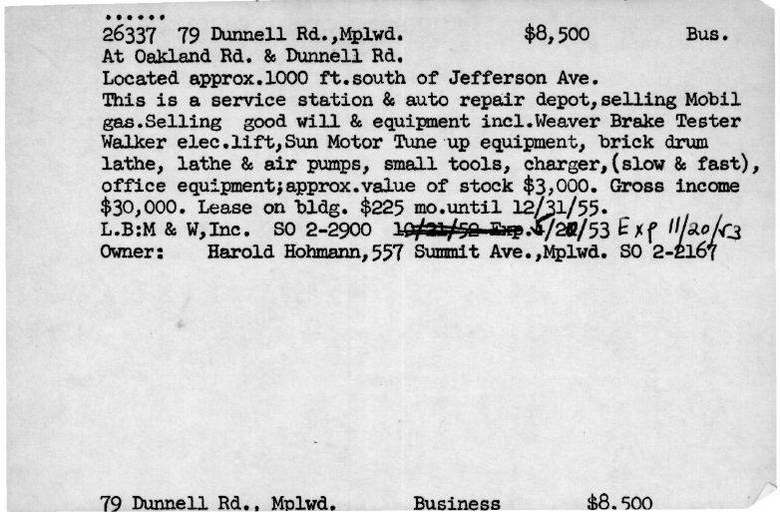 26337 79 Dunnell Rd.,Mplwd. $8,500 Bus.
At Oakland Rd. & Dunnell Rd.
Located approx.1000 ft.south of Jefferson Ave.
This is a service station & auto repair depot,selling Mobil
gas.Selling good will & equipment incl.Weaver Brake Tester
Walker elec.lift,Sun Motor Tune up equipment, brick drum
lathe, lathe & air pumps, small tools, charger,(slow & fast),
office equipment;approx.value of stock $3,000. Gross income
$30,000. Lease on bldg. $225 mo.until 12/31/55.
L.B:M & W,Inc. SO 2-2900 10/21/52 Exp. /53 Exp 11/20/53
Owner: Harold Hohmann,557 Summit Ave.,Mplwd. SO 2-2167
79 Dunnell Rd., Mplwd. Business $8,500